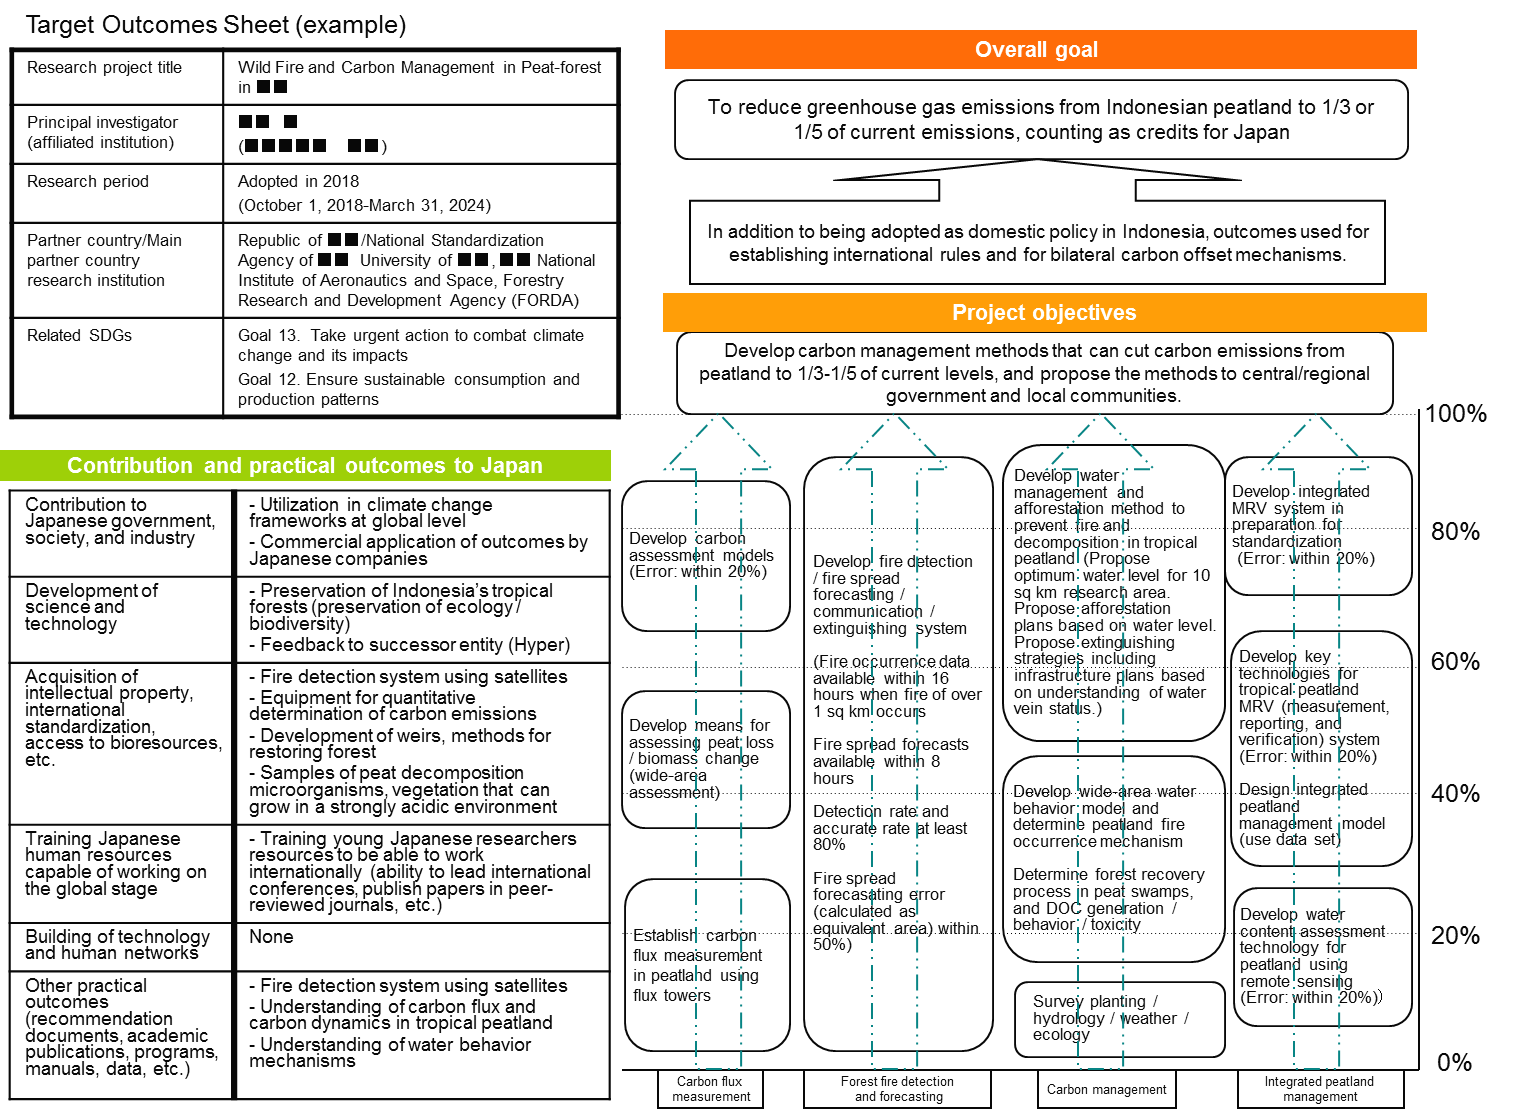 Target Outcomes Sheet (example)
Research project title
Wild Fire and Carbon Management in Peat-forest
in ■■
Principal investigator
(affiliated institution)
■■ ■
(■■■■■ ■■)
Research period
Adopted in 2018
(October 1, 2018-March 31, 2024)
Partner country/Main
partner country
research institution
Republic of ■■/National Standardization
Agency of ■■ University of ■■, ■■ National
Institute of Aeronautics and Space, Forestry
Research and Development Agency (FORDA)
Related SDGs
Goal 13. Take urgent action to combat climate
change and its impacts
Goal 12. Ensure sustainable consumption and
production patterns
Contribution and practical outcomes to Japan
Contribution to
Japanese government,
society, and industry
- Utilization in climate change
frameworks at global level
- Commercial application of outcomes by
Japanese companies
Development of
science and
technology
- Preservation of Indonesia's tropical
forests (preservation of ecology /
biodiversity)
- Feedback to successor entity (Hyper)
Acquisition of
intellectual property,
international
standardization,
access to bioresources,
etc.
- Fire detection system using satellites
- Equipment for quantitative
determination of carbon emissions
- Development of weirs, methods for
restoring forest
- Samples of peat decomposition
microorganisms, vegetation that can
grow in a strongly acidic environment
Training Japanese
human resources
capable of working on
the global stage
- Training young Japanese researchers
resources to be able to work
internationally (ability to lead international
conferences, publish papers in peer-
reviewed journals, etc.)
Building of technology
and human networks
None
Other practical
outcomes
(recommendation
documents, academic
publications, programs,
manuals, data, etc.)
- Fire detection system using satellites
- Understanding of carbon flux and
carbon dynamics in tropical peatland
- Understanding of water behavior
mechanisms
Overall goal
To reduce greenhouse gas emissions from Indonesian peatland to 1/3 or
1/5 of current emissions, counting as credits for Japan
In addition to being adopted as domestic policy in Indonesia, outcomes used for
establishing international rules and for bilateral carbon offset mechanisms.
Project objectives
Develop carbon management methods that can cut carbon emissions from
peatland to 1/3-1/5 of current levels, and propose the methods to central/regional
government and local communities.
100%
80%
60%
40%
20%
0%
Develop carbon
assessment models
(Error: within 20%)
Develop means for
assessing peat loss
/ biomass change
(wide-area
assessment)
Establish carbon
flux measurement
in peatland using
flux towers
Carbon flux
measurement
Develop fire detection
/ fire spread
forecasting /
communication /
extinguishing system
(Fire occurrence data
available within 16
hours when fire of over
1 sq km occurs
Fire spread forecasts
available within 8
hours
Detection rate and
accurate rate at least
80%
Fire spread
forecasating error
(calculated as
equivalent area) within
50%)
Forest fire detection
and forecasting
Develop water
management and
afforestation method to
prevent fire and
decomposition in tropical
peatland (Propose
optimum water level for 10
sq km research area.
Propose afforestation
plans based on water level.
Propose extinguishing
strategies including
infrastructure plans based
on understanding of water
vein status.)
Develop wide-area water
behavior model and
determine peatland fire
occurrence mechanism
Determine forest recovery
process in peat swamps,
and DOC generation /
behavior / toxicity
Survey planting /
hydrology / weather /
ecology
Carbon management
Develop integrated
MRV system in
preparation for
standardization
(Error: within 20%)
Develop key
technologies for
tropical peatland
MRV (measurement,
reporting, and
verification) system
(Error: within 20%)
Design integrated
peatland
management model
(use data set)
Develop water
content assessment
technology for
peatland using
remote sensing
(Error: within 20%))
Integrated peatland
management